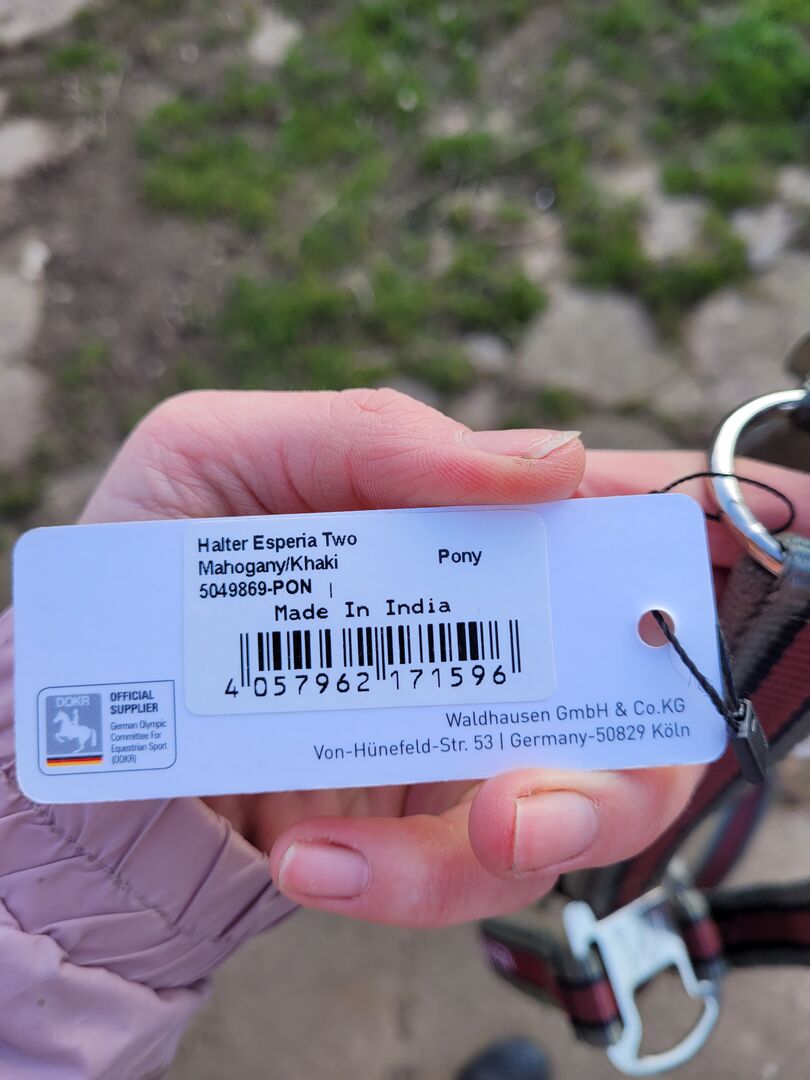 Halter Esperia Two
Mahogany/Khaki
Pony
5049869-PON |
Made In India
4 057962 171596
DOKR
OFFICIAL
SUPPLIER
German Olympic
Committee For
Equestrian Sport
(DOKR)
Waldhausen GmbH & Co.KG
Von-Hünefeld-Str. 53 | Germany-50829 Köln